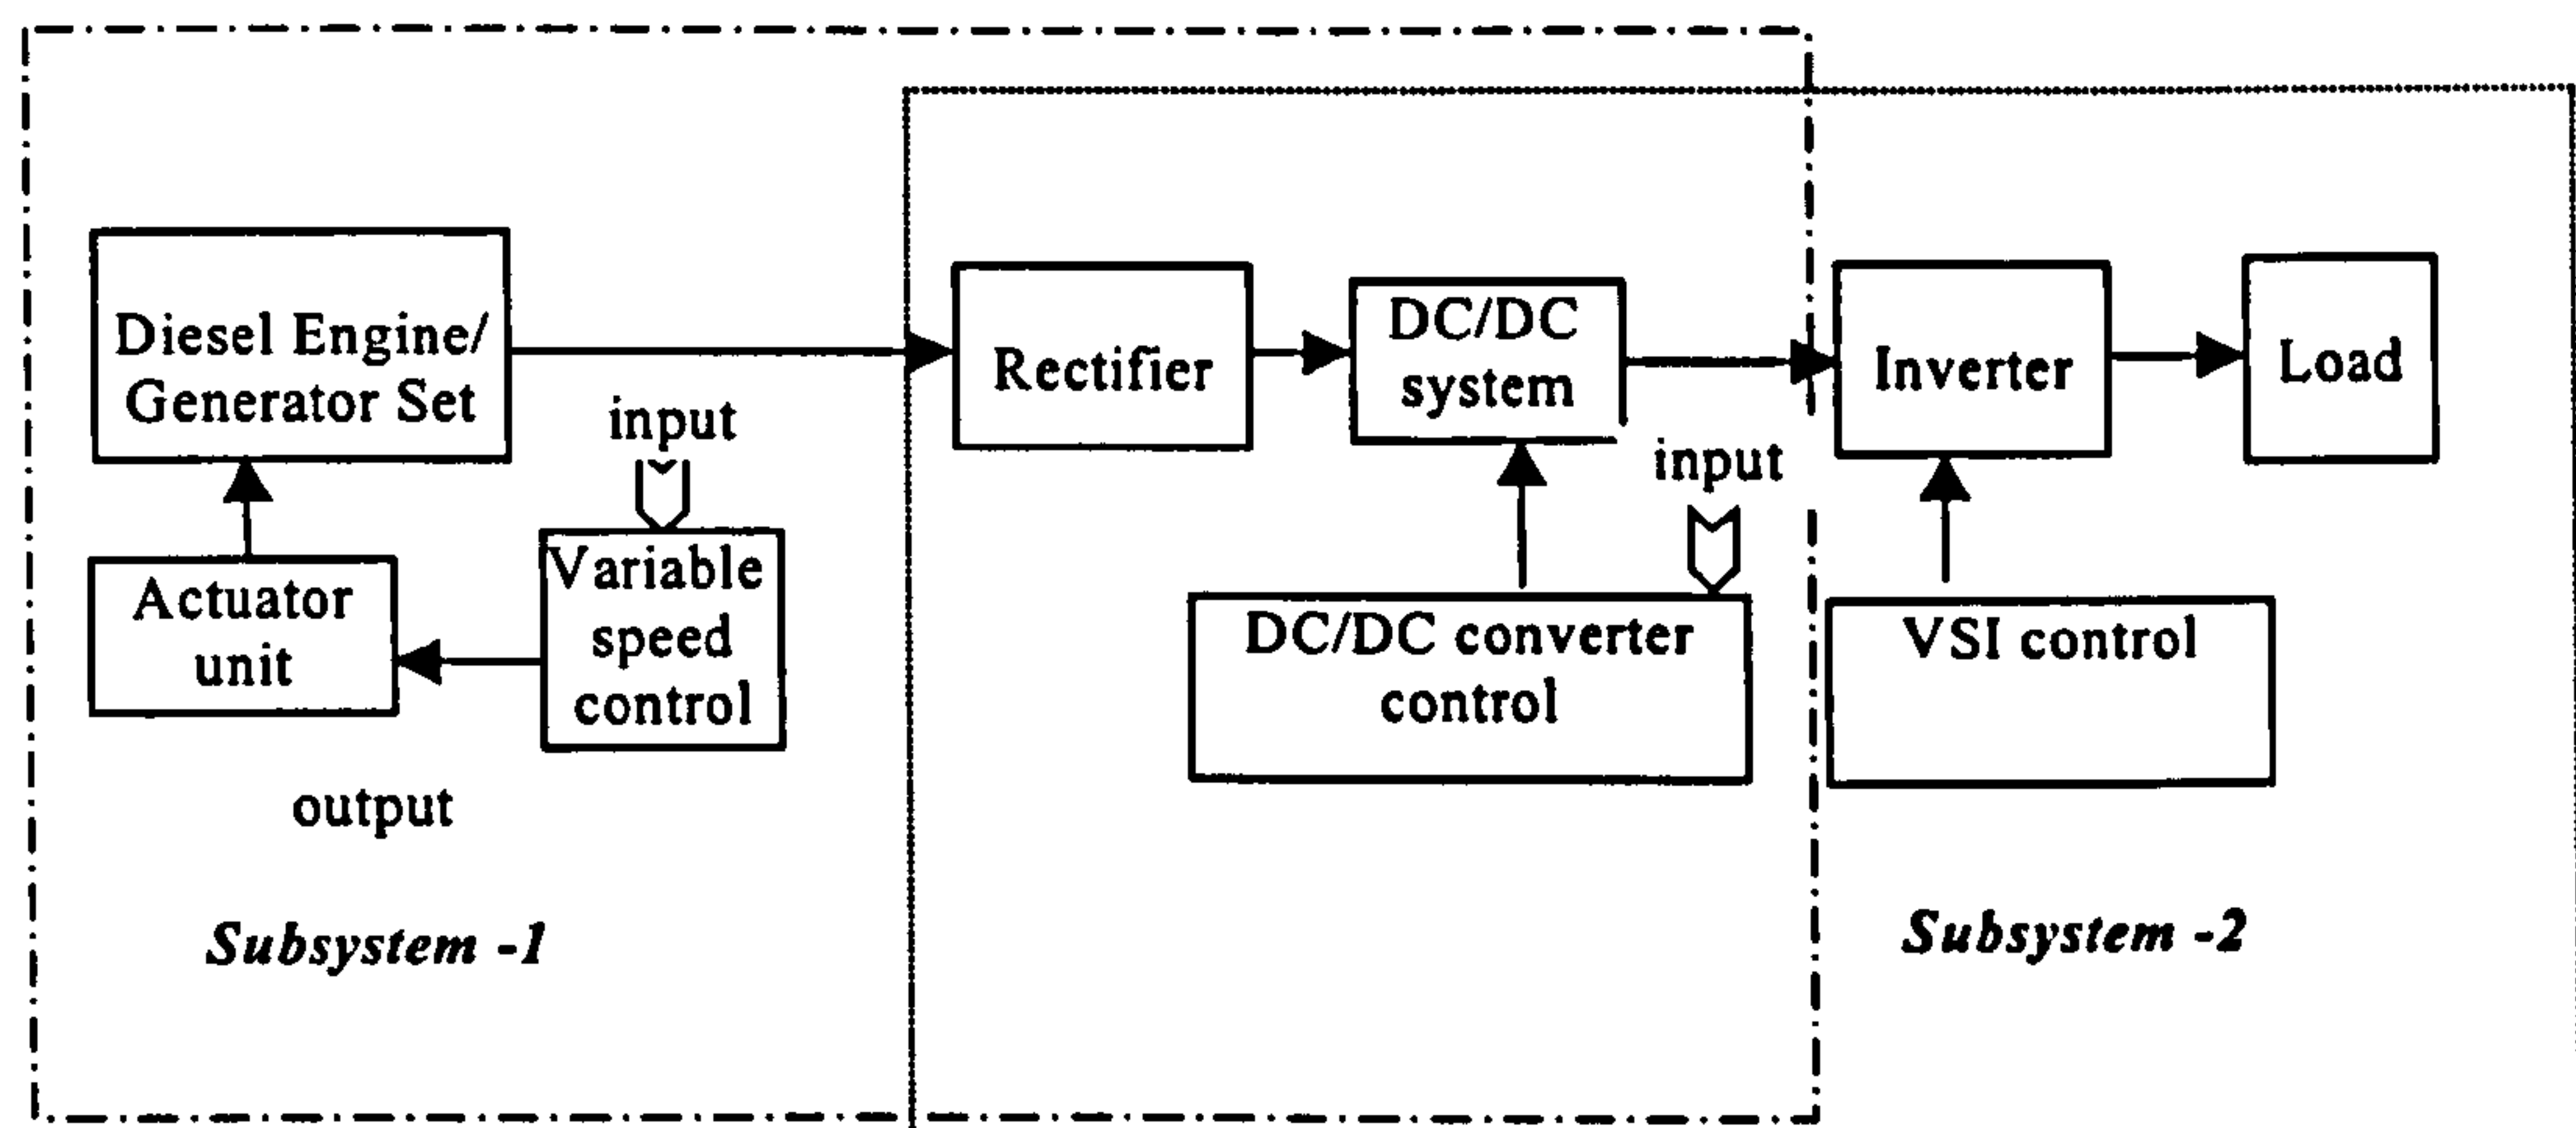 Diesel Engine/
Generator Set
input
Actuator
unit
Variable
speed
control
output
Subsystem -1
Rectifier
DC/DC
system
input
DC/DC converter
control
Inverter
Load
VSI control
Subsystem -2